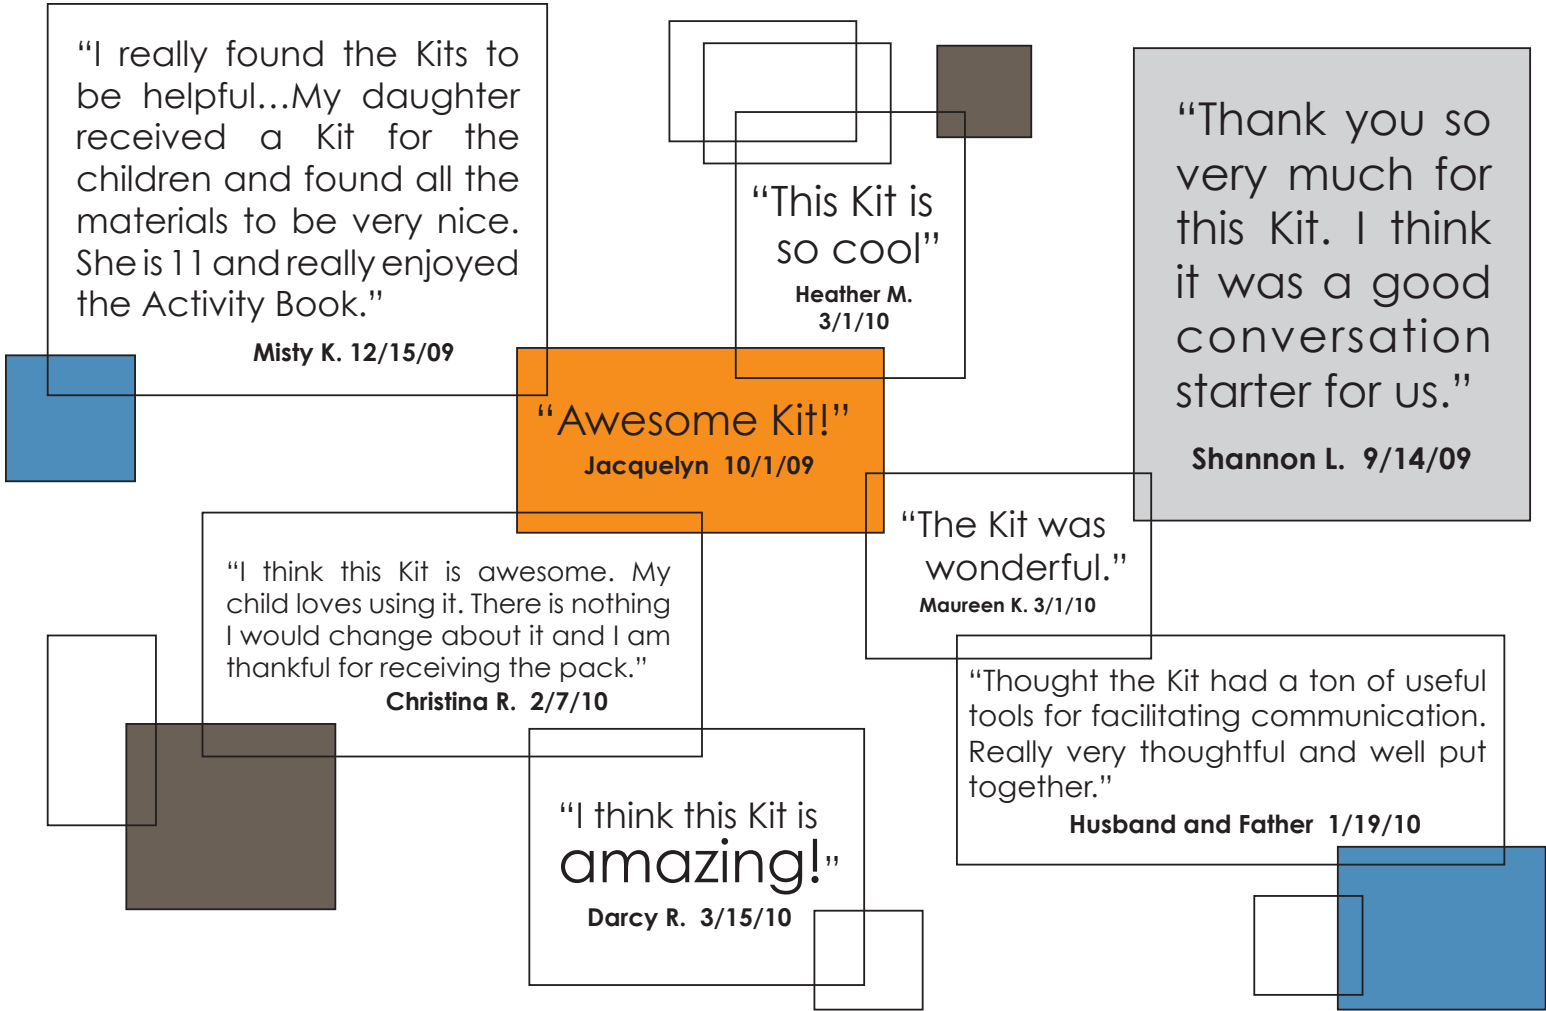 “I really found the Kits to
be helpful...My daughter
received a Kit for the
children and found all the
materials to be very nice.
She is 11 and really enjoyed
the Activity Book.”
Misty K. 12/15/09
“This Kit is
so cool”
Heather M.
3/1/10
“Thank you so
very much for
this Kit. I think
it was a good
conversation
starter for us.”
Shannon L. 9/14/09
“Awesome Kit!”
Jacquelyn 10/1/09
“The Kit was
wonderful.”
Maureen K. 3/1/10
“I think this Kit is awesome. My
child loves using it. There is nothing
I would change about it and I am
thankful for receiving the pack.”
Christina R. 2/7/10
“Thought the Kit had a ton of useful
tools for facilitating communication.
Really very thoughtful and well put
together.”
Husband and Father 1/19/10
“I think this Kit is
amazing!”
Darcy R. 3/15/10